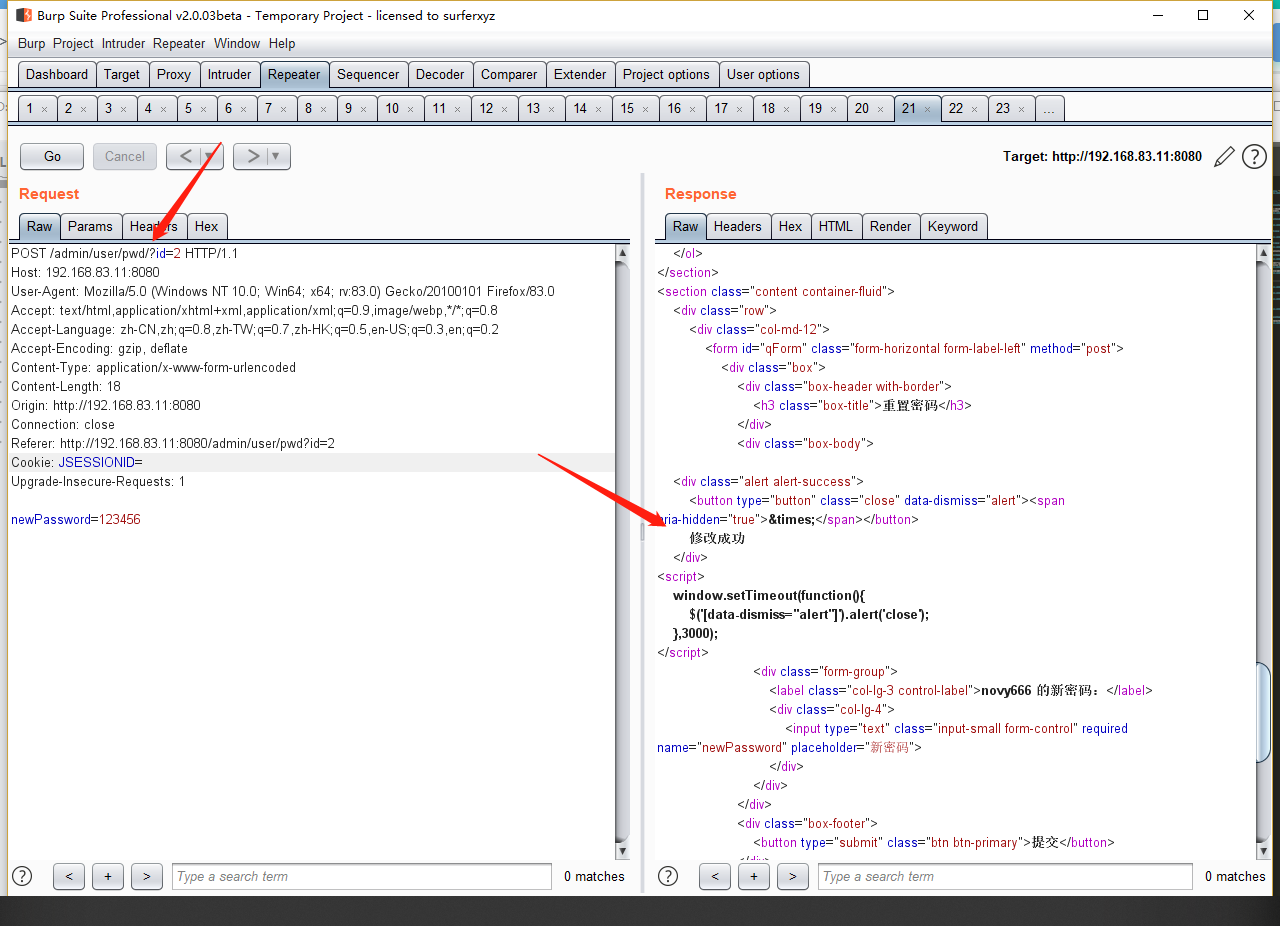 Burp Suite Professional v2.0.03beta - Temporary Project - licensed to surferxyz
Burp Project Intruder Repeater Window Help
Dashboard Target Proxy Intruder Repeater Sequencer Decoder Comparer Extender Project options User options
1 × 2 × 3 × 4 × 5 × 6 × 7 × 8 × 9 × 10 × 11 × 12 × 13 × 14 × 15 × 16 × 17 × 18 × 19 × 20 × 21 × 22 × 23 × ...
Go Cancel < ▼ > ▼ Target: http://192.168.83.11:8080 ?
Request
Raw Params Headers Hex
POST /admin/user/pwd/?id=2 HTTP/1.1
Host: 192.168.83.11:8080
User-Agent: Mozilla/5.0 (Windows NT 10.0; Win64; x64; rv:83.0) Gecko/20100101 Firefox/83.0
Accept: text/html,application/xhtml+xml,application/xml;q=0.9,image/webp,*/*;q=0.8
Accept-Language: zh-CN,zh;q=0.8,zh-TW;q=0.7,zh-HK;q=0.5,en-US;q=0.3,en;q=0.2
Accept-Encoding: gzip, deflate
Content-Type: application/x-www-form-urlencoded
Content-Length: 18
Origin: http://192.168.83.11:8080
Connection: close
Referer: http://192.168.83.11:8080/admin/user/pwd?id=2
Cookie: JSESSIONID=
Upgrade-Insecure-Requests: 1
newPassword=123456
? < + > Type a search term 0 matches
Response
Raw Headers Hex HTML Render Keyword
</ol>
</section>
<section class="content container-fluid">
<div class="row">
<div class="col-md-12">
<form id="qForm" class="form-horizontal form-label-left" method="post">
<div class="box">
<div class="box-header with-border">
<h3 class="box-title">重置密码</h3>
</div>
<div class="box-body">
<div class="alert alert-success">
<button type="button" class="close" data-dismiss="alert"><span
aria-hidden="true">&times;</span></button>
修改成功
</div>
<script>
window.setTimeout(function(){
$('[data-dismiss="alert"]').alert('close');
},3000);
</script>
<div class="form-group">
<label class="col-lg-3 control-label">novy666 的新密码：</label>
<div class="col-lg-4">
<input type="text" class="input-small form-control" required
name="newPassword" placeholder="新密码">
</div>
</div>
</div>
<div class="box-footer">
<button type="submit" class="btn btn-primary">提交</button>
</div>
? < + > Type a search term 0 matches